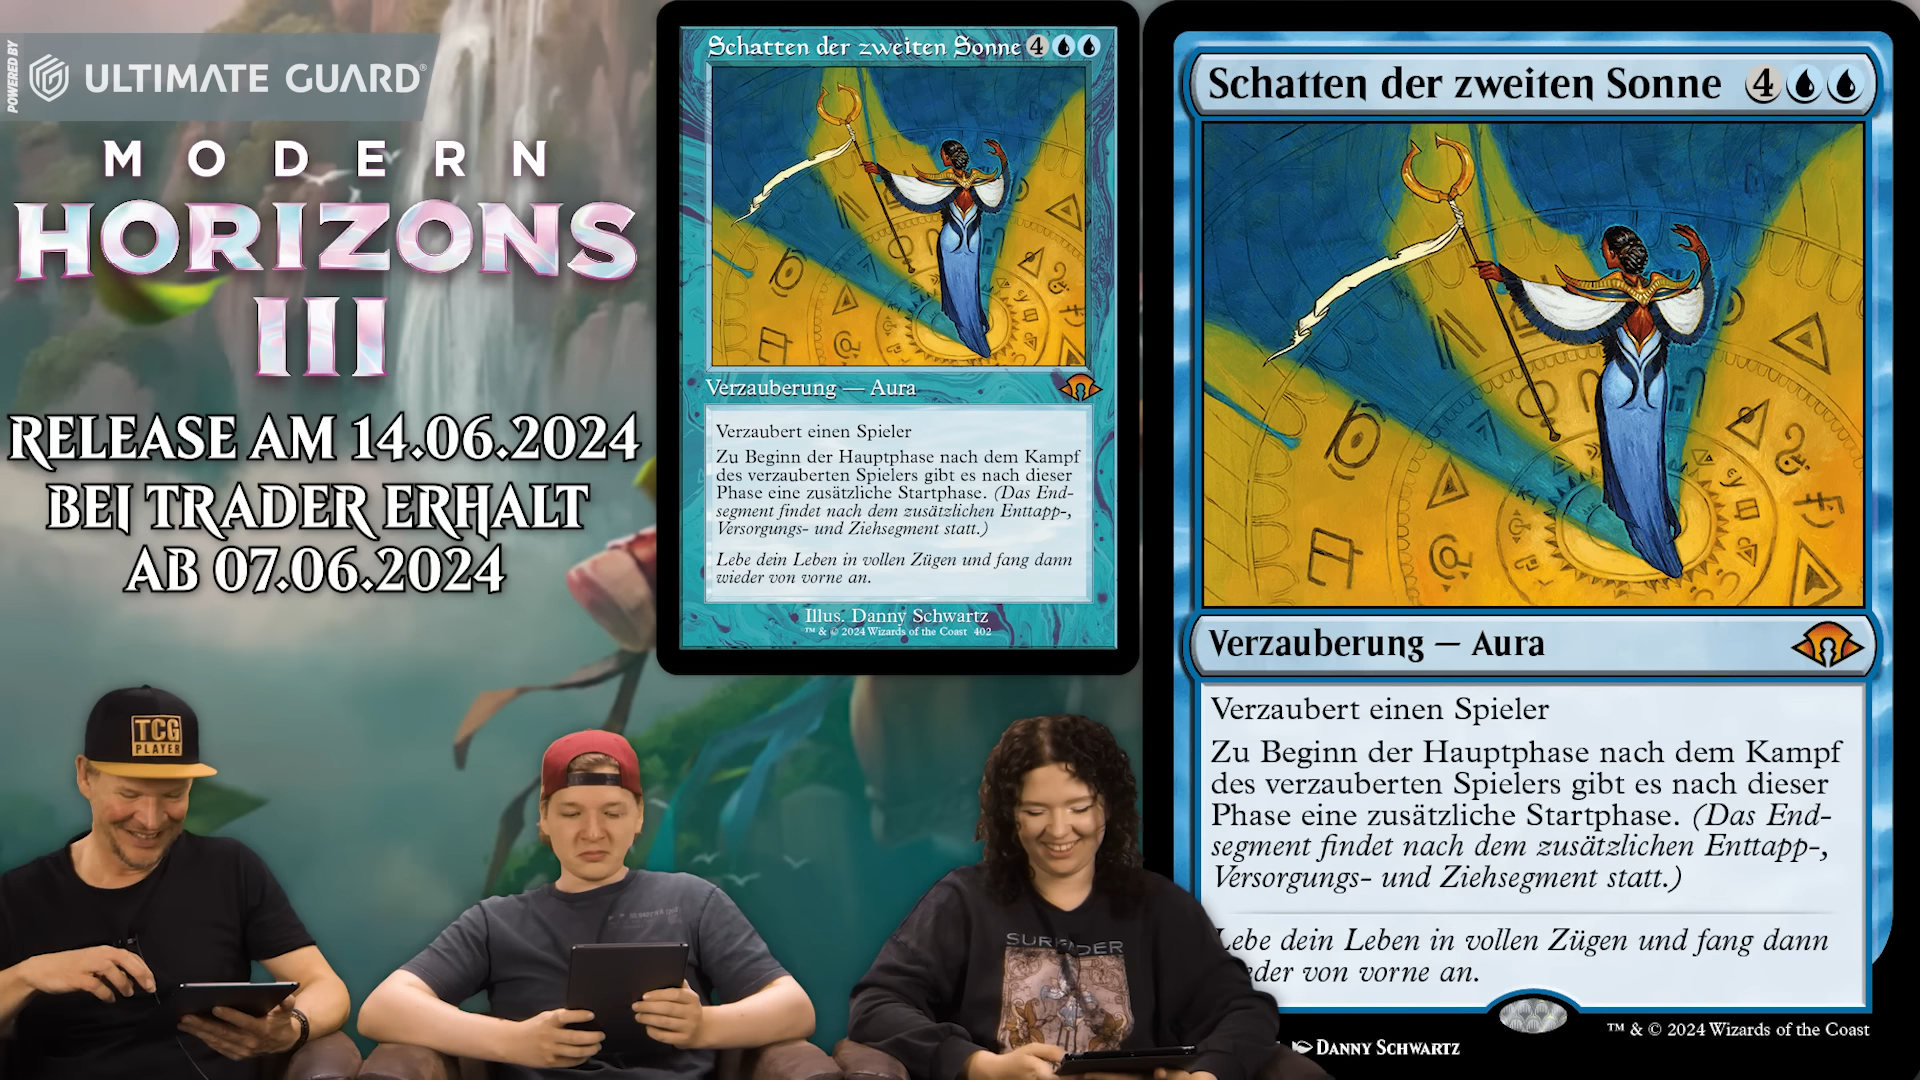 POWERED BY
ULTIMATE GUARD®
MODERN
HORIZONS
III
RELEASE AM 14.06.2024
BEI TRADER ERHALT
AB 07.06.2024
Schatten der zweiten Sonne 4
Verzauberung — Aura
Verzaubert einen Spieler
Zu Beginn der Hauptphase nach dem Kampf
des verzauberten Spielers gibt es nach dieser
Phase eine zusätzliche Startphase. (Das End-
segment findet nach dem zusätzlichen Enttapp-,
Versorgungs- und Ziehsegment statt.)
Lebe dein Leben in vollen Zügen und fang dann
wieder von vorne an.
Illus. Danny Schwartz
™ & © 2024 Wizards of the Coast 402
Schatten der zweiten Sonne 4
Verzauberung — Aura
Verzaubert einen Spieler
Zu Beginn der Hauptphase nach dem Kampf
des verzauberten Spielers gibt es nach dieser
Phase eine zusätzliche Startphase. (Das End-
segment findet nach dem zusätzlichen Enttapp-,
Versorgungs- und Ziehsegment statt.)
Lebe dein Leben in vollen Zügen und fang dann
von vorne an.
™ & © 2024 Wizards of the Coast
DANNY SCHWARTZ
TCG
PLAYER